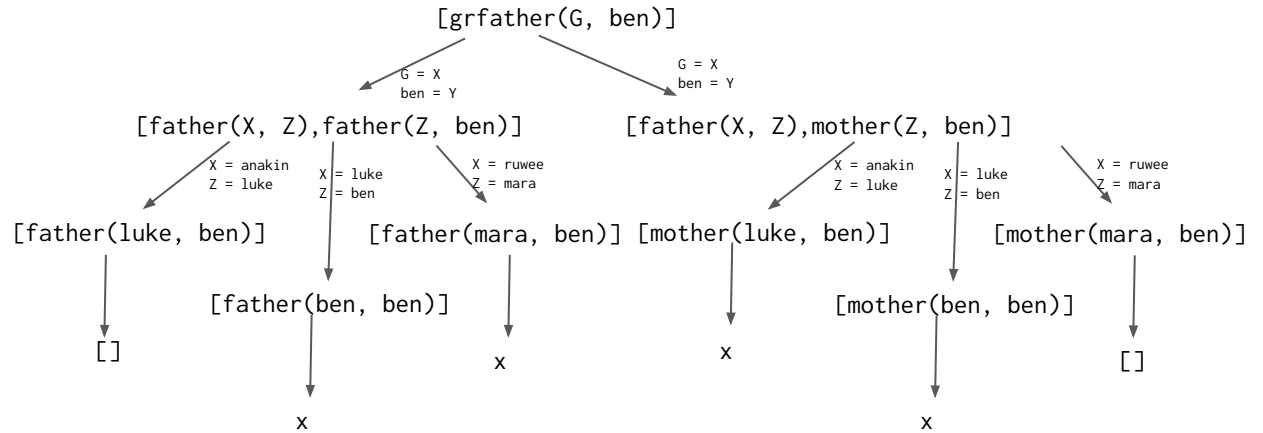 [grfather(G, ben)]
G = X
ben = Y
G = X
ben = Y
[father(X, Z),father(Z, ben)]
[father(X, Z),mother(Z, ben)]
X = anakin
Z = luke
X = luke
Z = ben
X = ruwee
Z = mara
X = anakin
Z = luke
X = luke
Z = ben
X = ruwee
Z = mara
[father(luke, ben)]
[father(mara, ben)]
[mother(luke, ben)]
[mother(mara, ben)]
[father(ben, ben)]
[mother(ben, ben)]
[]
x
x
[]
x
x